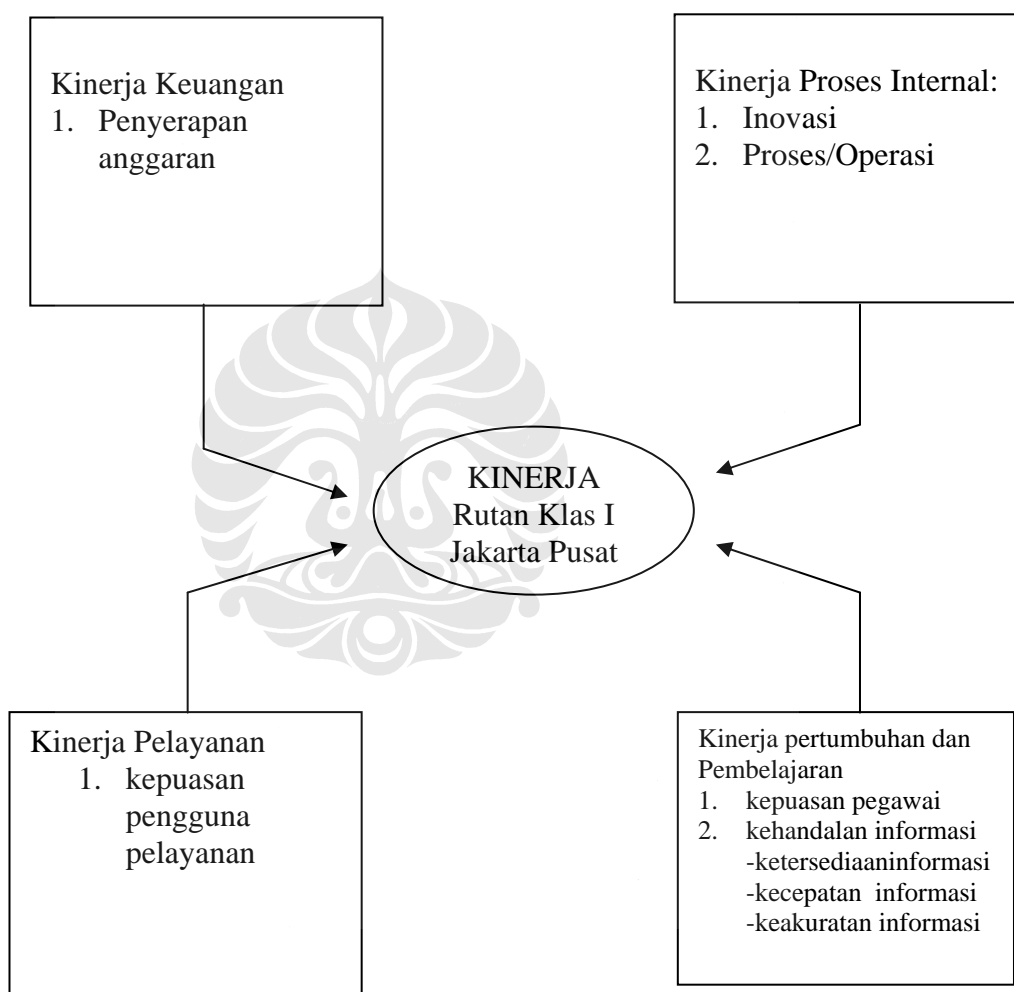 Kinerja Keuangan
1. Penyerapan
anggaran
Kinerja Proses Internal:
1. Inovasi
2. Proses/Operasi
KINERJA
Rutan Klas I
Jakarta Pusat
Kinerja Pelayanan
1. kepuasan
pengguna
pelayanan
Kinerja pertumbuhan dan
Pembelajaran
1. kepuasan pegawai
2. kehandalan informasi
-ketersediaaninformasi
-kecepatan informasi
-keakuratan informasi